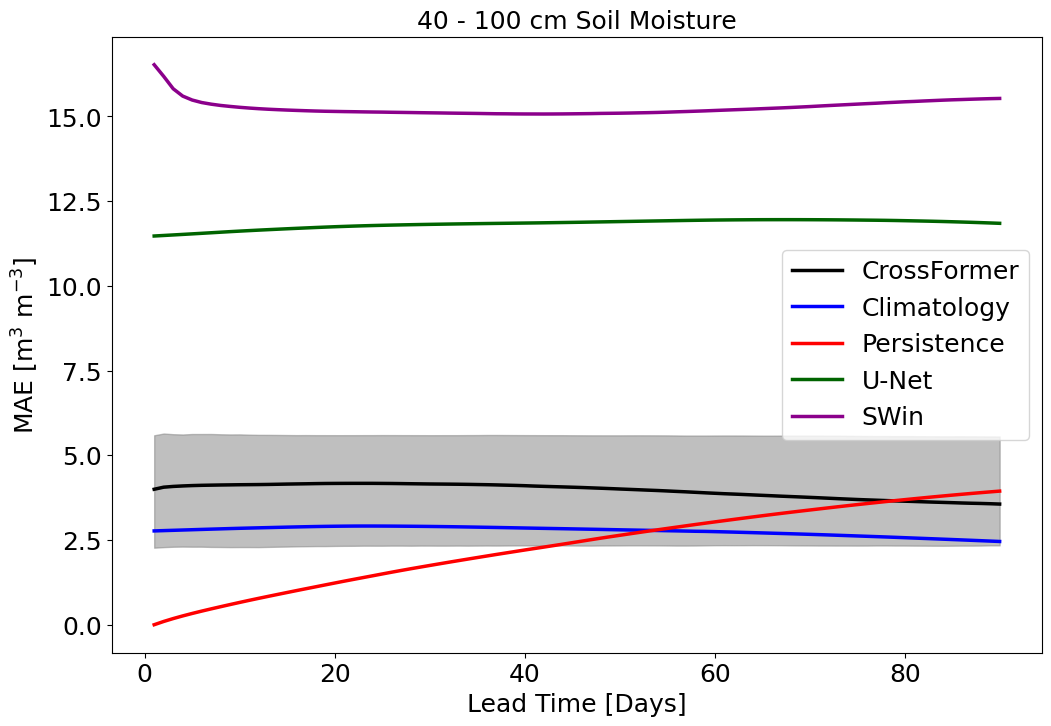 40 - 100 cm Soil Moisture
MAE [m³ m⁻³]
15.0
12.5
10.0
7.5
5.0
2.5
0.0
CrossFormer
Climatology
Persistence
U-Net
SWin
0 20 40 60 80
Lead Time [Days]